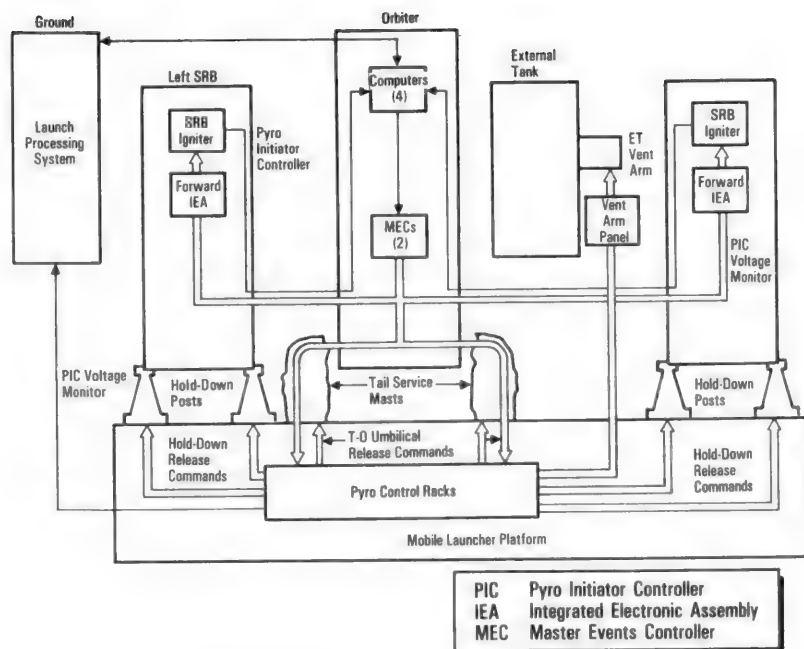 Ground
Orbiter
Left SRB
External
Tank
Launch
Processing
System
Computers
(4)
SRB
Igniter
Pyro
Initiator
Controller
Forward
IEA
MECs
(2)
ET
Vent
Arm
Vent
Arm
Panel
SRB
Igniter
Forward
IEA
PIC
Voltage
Monitor
PIC Voltage
Monitor
Hold-Down
Posts
Tail Service
Masts
Hold-Down
Posts
Hold-Down
Release
Commands
T-0 Umbilical
Release Commands
Hold-Down
Release
Commands
Pyro Control Racks
Mobile Launcher Platform
PIC Pyro Initiator Controller
IEA Integrated Electronic Assembly
MEC Master Events Controller